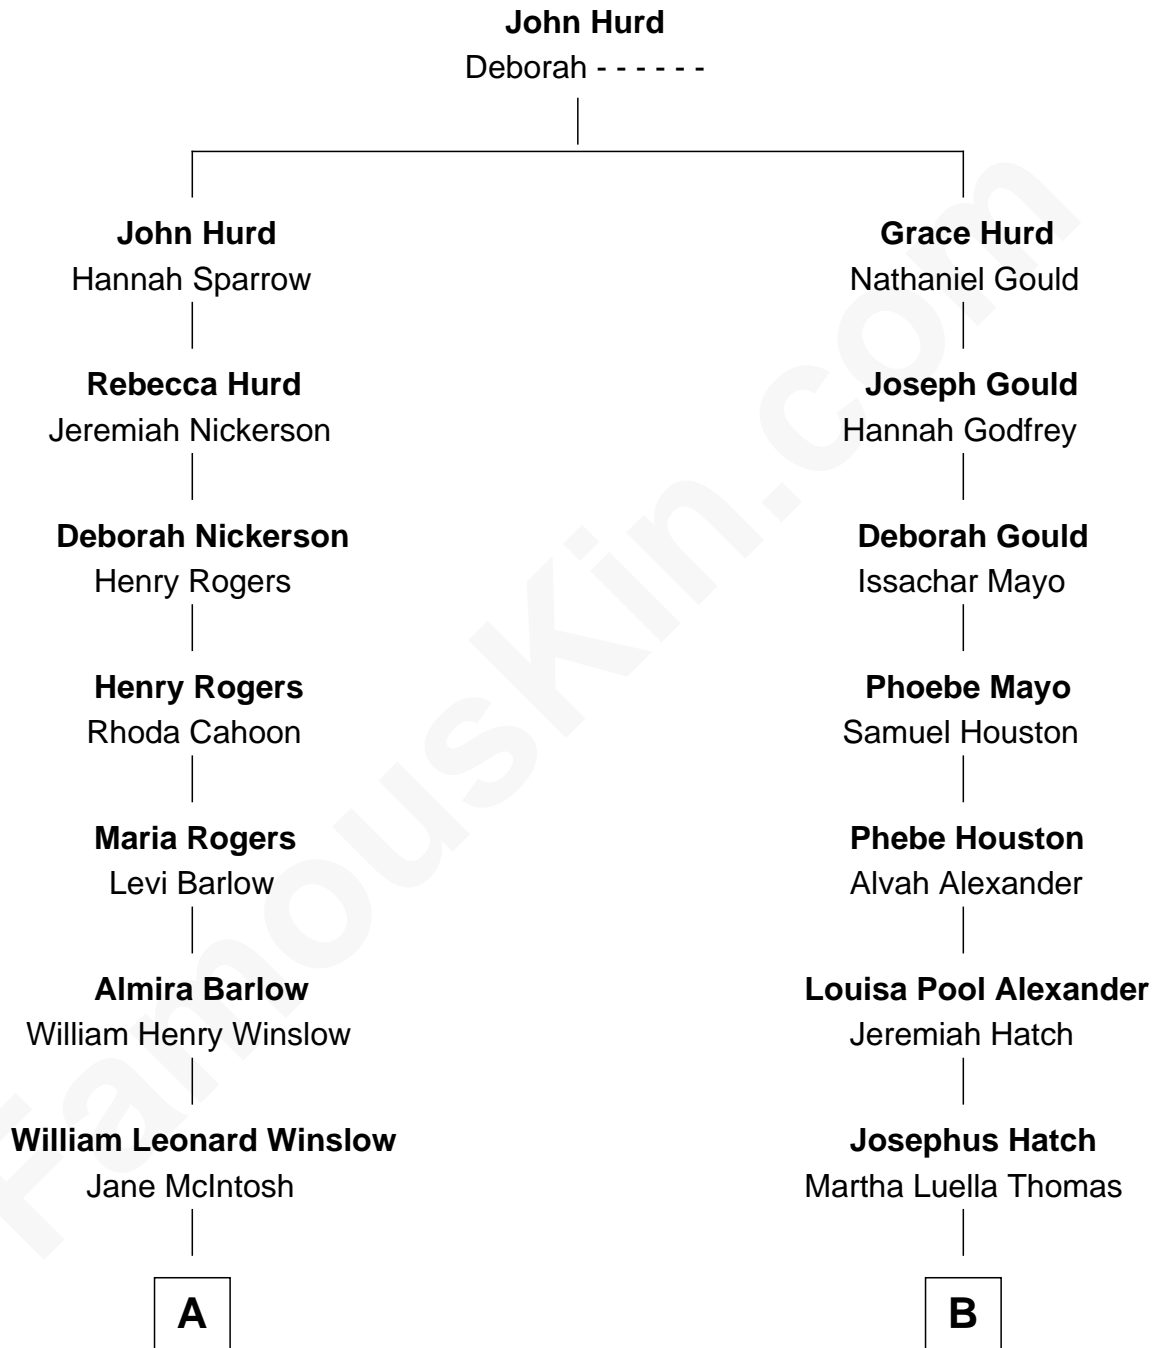 John Hurd
Deborah - - - - - -
John Hurd
Hannah Sparrow
Grace Hurd
Nathaniel Gould
Rebecca Hurd
Jeremiah Nickerson
Joseph Gould
Hannah Godfrey
Deborah Nickerson
Henry Rogers
Deborah Gould
Issachar Mayo
Henry Rogers
Rhoda Cahoon
Phoebe Mayo
Samuel Houston
Maria Rogers
Levi Barlow
Phebe Houston
Alvah Alexander
Almira Barlow
William Henry Winslow
Louisa Pool Alexander
Jeremiah Hatch
William Leonard Winslow
Jane McIntosh
Josephus Hatch
Martha Luella Thomas
A
B
FamousKin.com